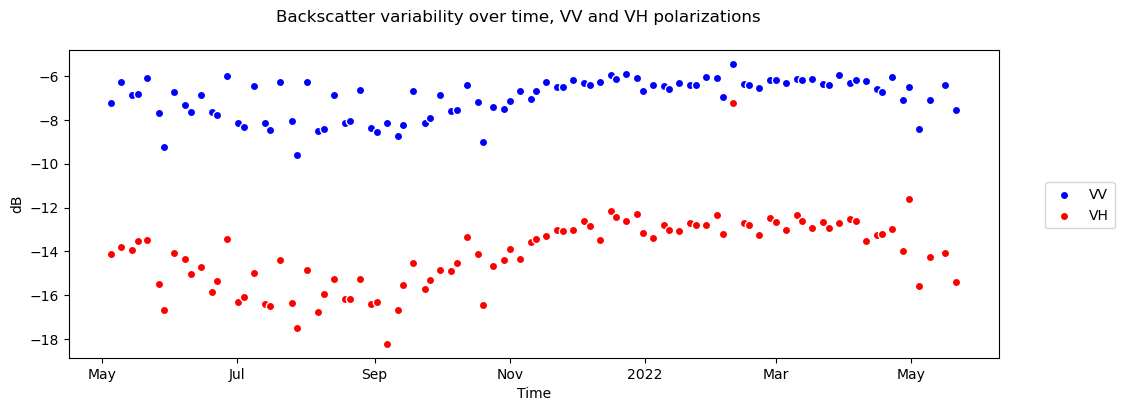 Backscatter variability over time, VV and VH polarizations
−6
−8
−10
−12
−14
−16
−18
dB
May Jul Sep Nov 2022 Mar May
Time
VV
VH